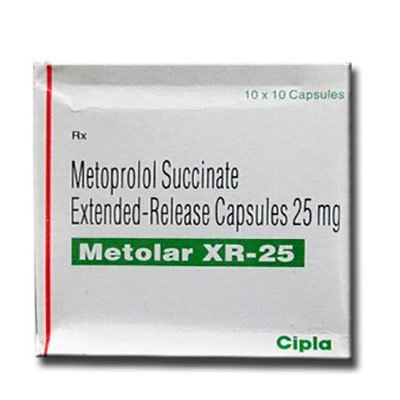 10 x 10 Capsules
Rx
Metoprolol Succinate
Extended-Release Capsules 25 mg
Metolar XR-25
Cipla